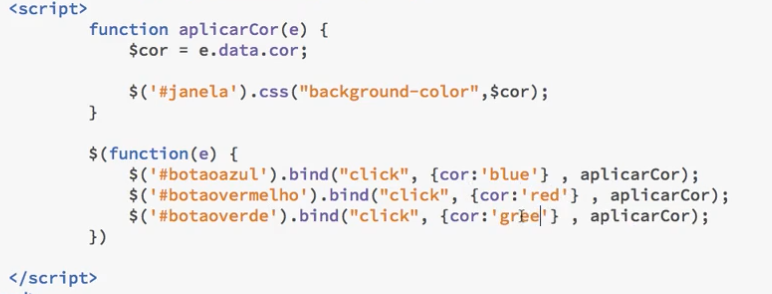 <script>
function aplicarCor(e) {
$cor = e.data.cor;
$('#janela').css("background-color",$cor);
}
$(function(e) {
$('#botaoazul').bind("click", {cor:'blue'} , aplicarCor);
$('#botaovermelho').bind("click", {cor:'red'} , aplicarCor);
$('#botaoverde').bind("click", {cor:'gree'} , aplicarCor);
})
</script>